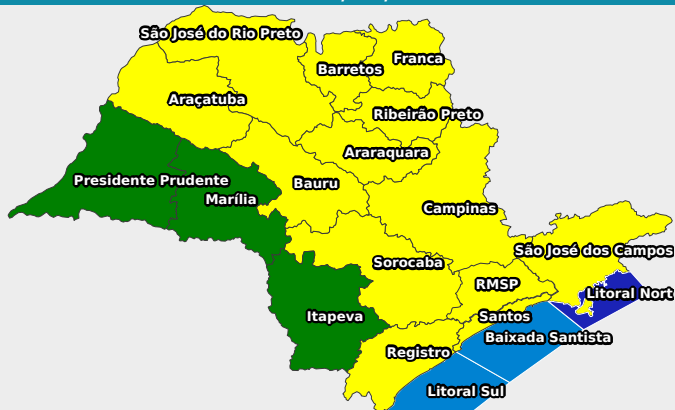 São José do Rio Preto
Franca
Barretos
Araçatuba
Ribeirão Preto
Araraquara
Presidente Prudente
Bauru
Marília
Campinas
São José dos Campos
Sorocaba
RMSP
Litoral Nort
Itapeva
Santos
Baixada Santista
Registro
Litoral Sul